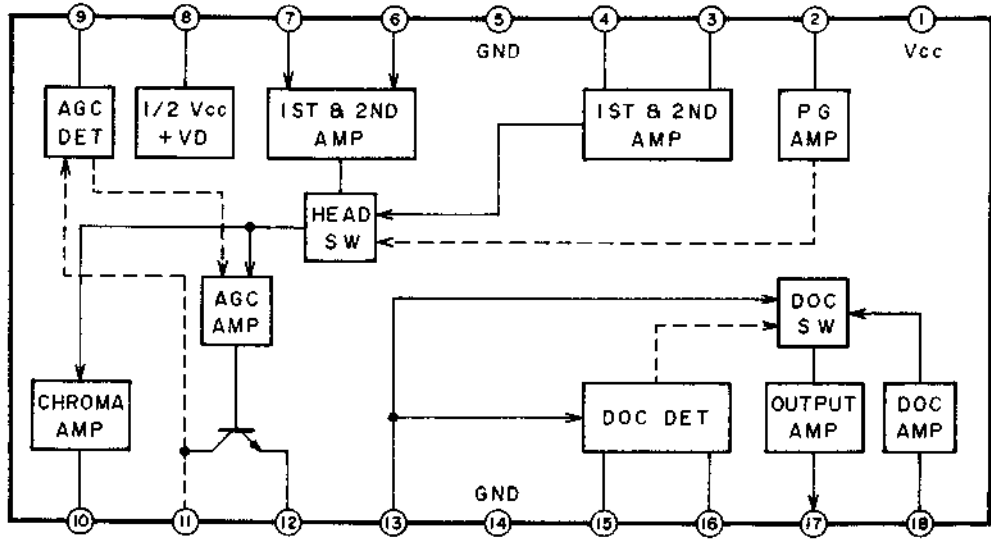 9 8 7 6 5 4 3 2 1
GND Vcc
AGC
DET
1/2 Vcc
+VD
1ST & 2ND
AMP
1ST & 2ND
AMP
PG
AMP
HEAD
SW
AGC
AMP
DOC
SW
CHROMA
AMP
DOC DET
OUTPUT
AMP
DOC
AMP
GND
10 11 12 13 14 15 16 17 18